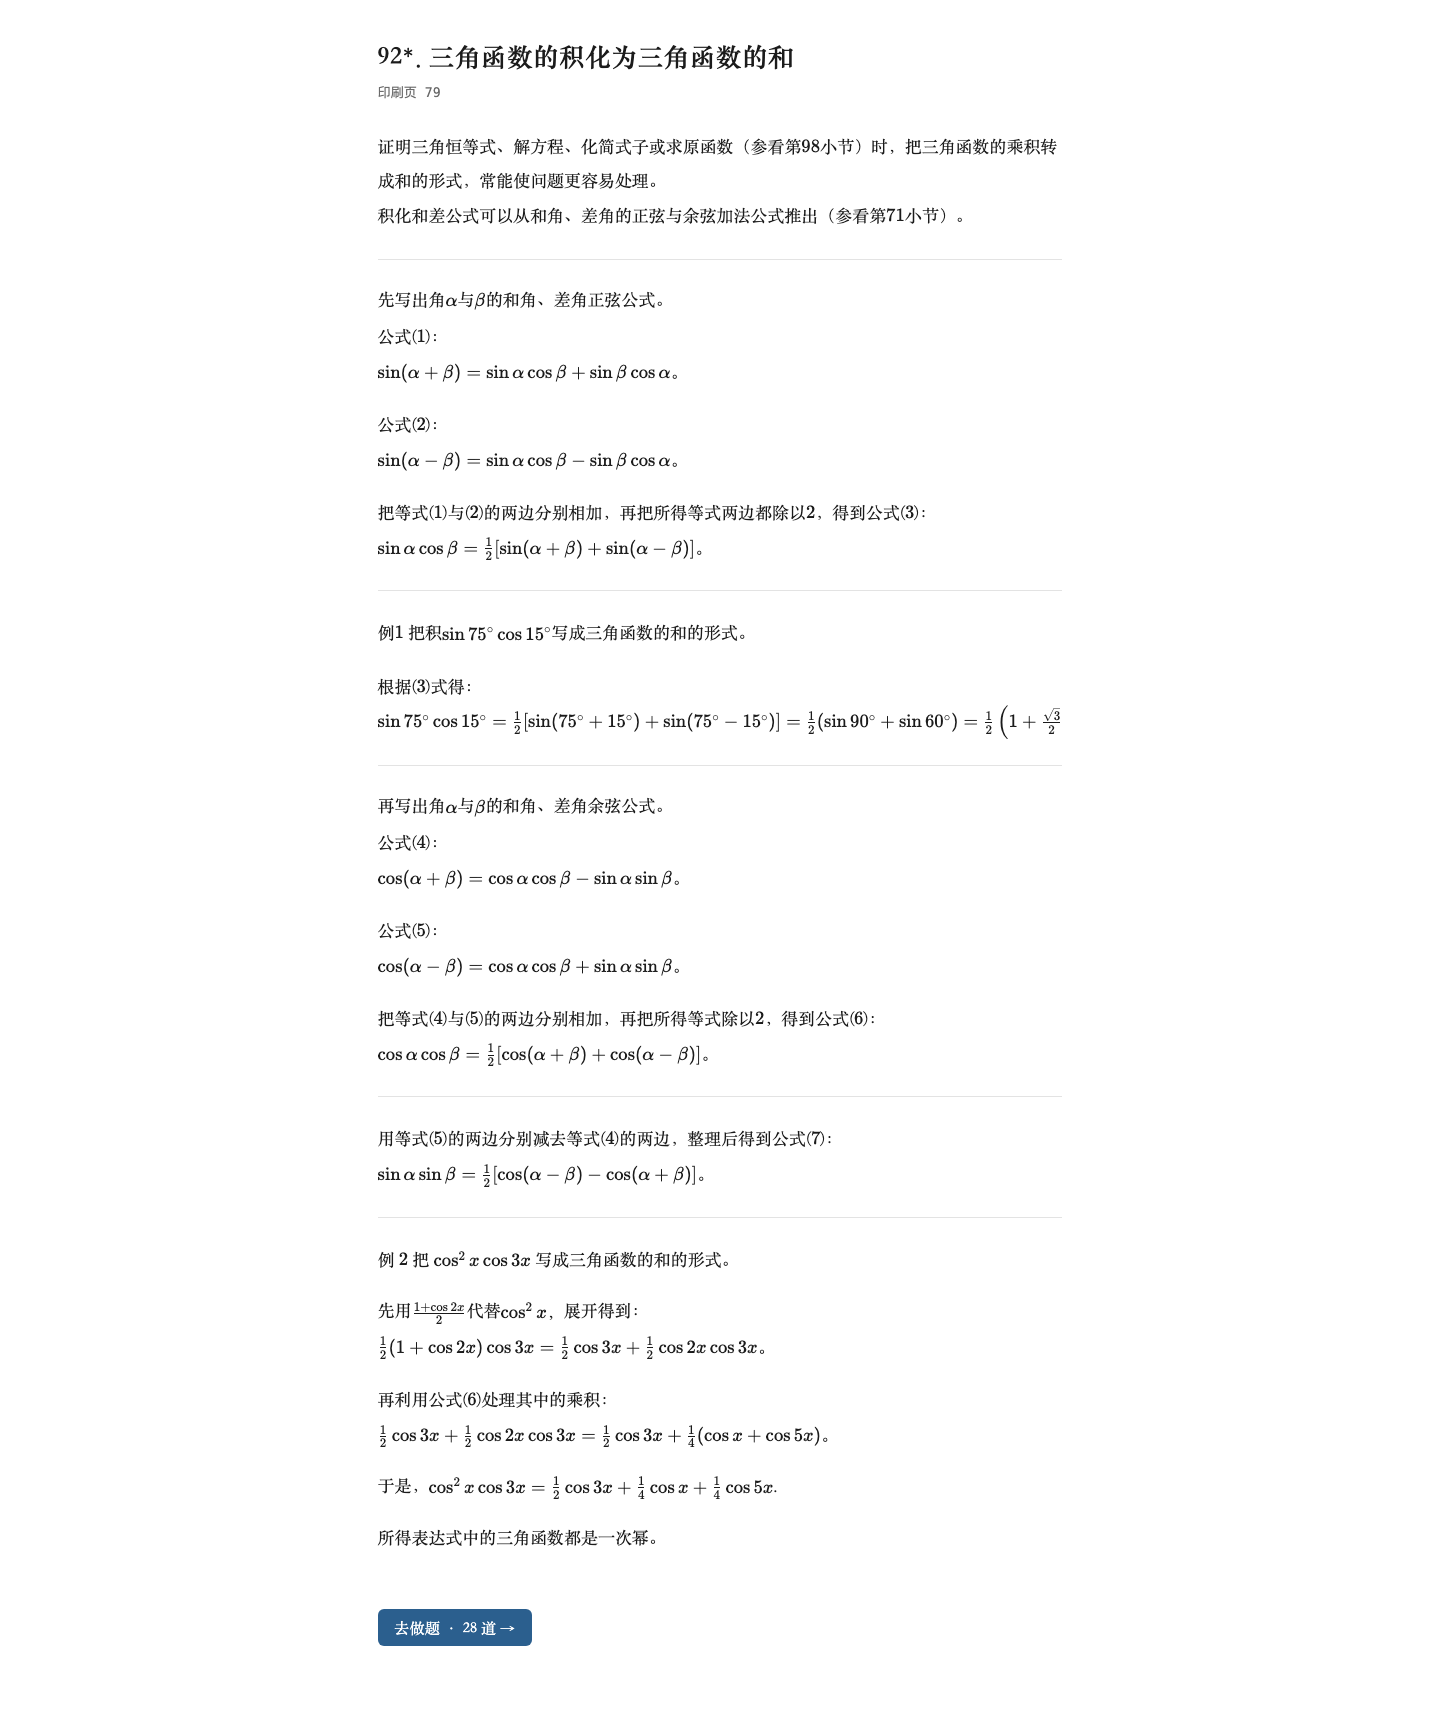 92*. 三角函数的积化为三角函数的和
印刷页 79
证明三角恒等式、解方程、化简式子或求原函数（参看第98小节）时，把三角函数的乘积转
成和的形式，常能使问题更容易处理。
积化和差公式可以从和角、差角的正弦与余弦加法公式推出（参看第71小节）。
先写出角α与β的和角、差角正弦公式。
公式(1)：
sin(α + β) = sin α cos β + sin β cos α。
公式(2)：
sin(α − β) = sin α cos β − sin β cos α。
把等式(1)与(2)的两边分别相加，再把所得等式两边都除以2，得到公式(3)：
sin α cos β = 1/2[sin(α + β) + sin(α − β)]。
例1 把积sin 75° cos 15°写成三角函数的和的形式。
根据(3)式得：
sin 75° cos 15° = 1/2[sin(75° + 15°) + sin(75° − 15°)] = 1/2(sin 90° + sin 60°) = 1/2 (1 + √3/2
再写出角α与β的和角、差角余弦公式。
公式(4)：
cos(α + β) = cos α cos β − sin α sin β。
公式(5)：
cos(α − β) = cos α cos β + sin α sin β。
把等式(4)与(5)的两边分别相加，再把所得等式除以2，得到公式(6)：
cos α cos β = 1/2[cos(α + β) + cos(α − β)]。
用等式(5)的两边分别减去等式(4)的两边，整理后得到公式(7)：
sin α sin β = 1/2[cos(α − β) − cos(α + β)]。
例 2 把 cos² x cos 3x 写成三角函数的和的形式。
先用(1+cos 2x)/2代替cos² x，展开得到：
1/2(1 + cos 2x) cos 3x = 1/2 cos 3x + 1/2 cos 2x cos 3x。
再利用公式(6)处理其中的乘积：
1/2 cos 3x + 1/2 cos 2x cos 3x = 1/2 cos 3x + 1/4(cos x + cos 5x)。
于是，cos² x cos 3x = 1/2 cos 3x + 1/4 cos x + 1/4 cos 5x.
所得表达式中的三角函数都是一次幂。
去做题 · 28 道 →